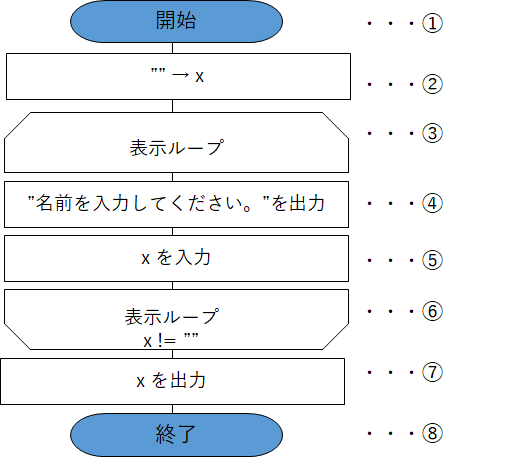 開始 ・・・①
”” → x ・・・②
表示ループ ・・・③
”名前を入力してください。”を出力 ・・・④
x を入力 ・・・⑤
表示ループ ・・・⑥
x != ””
x を出力 ・・・⑦
終了 ・・・⑧